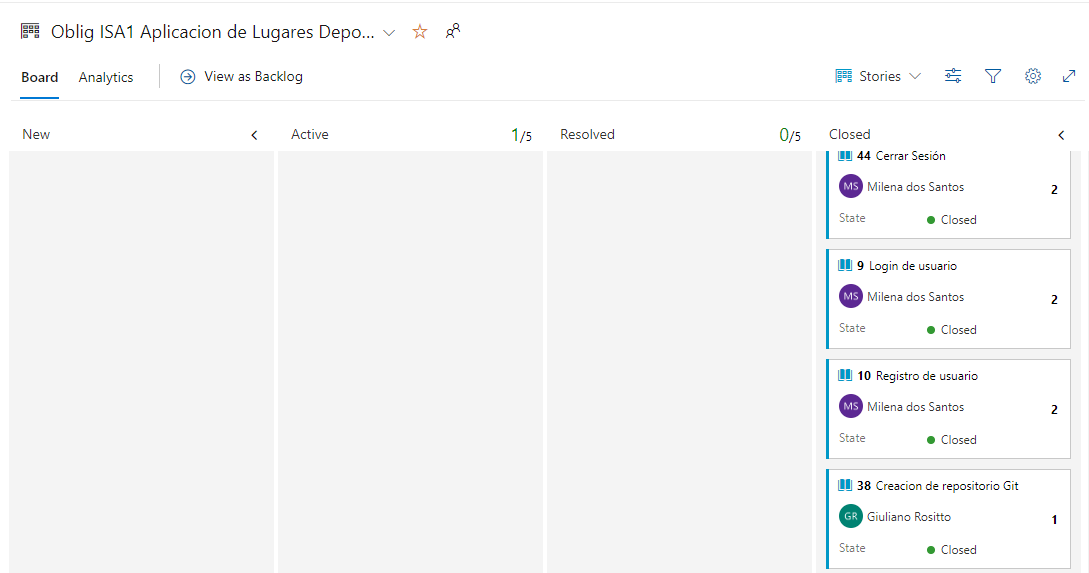 Oblig ISA1 Aplicacion de Lugares Depo...
Board Analytics View as Backlog Stories
New Active 1/5 Resolved 0/5 Closed
44 Cerrar Sesión
MS Milena dos Santos 2
State Closed
9 Login de usuario
MS Milena dos Santos 2
State Closed
10 Registro de usuario
MS Milena dos Santos 2
State Closed
38 Creacion de repositorio Git
GR Giuliano Rositto 1
State Closed